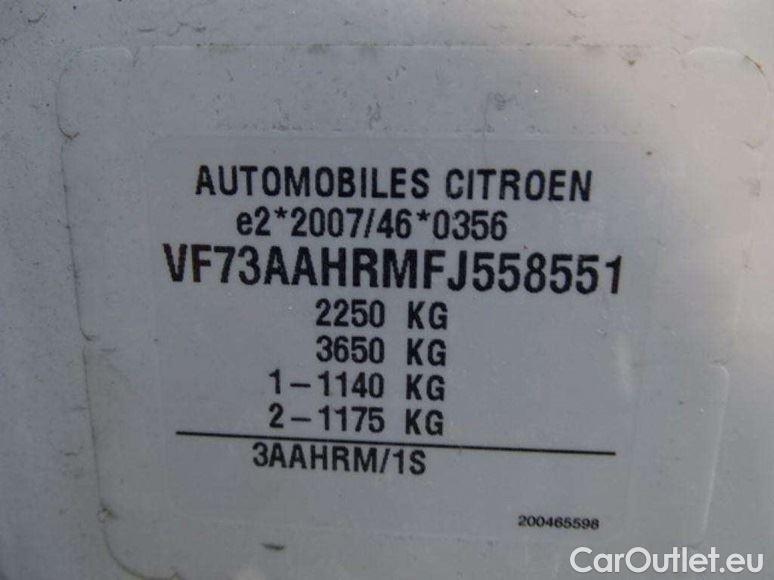 AUTOMOBILES CITROEN
e2*2007/46*0356
VF73AAHRMFJ558551
2250 KG
3650 KG
1-1140 KG
2-1175 KG
3AAHRM/1S
200465598
CarOutlet.eu